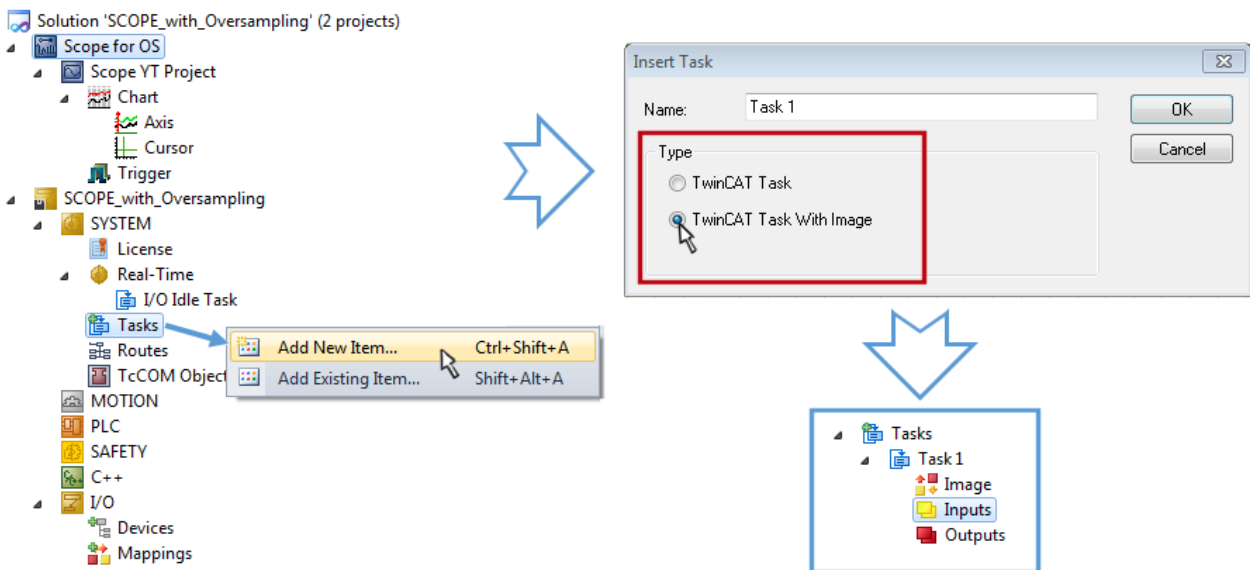 Solution 'SCOPE_with_Oversampling' (2 projects)
Scope for OS
Scope YT Project
Chart
Axis
Cursor
Trigger
SCOPE_with_Oversampling
SYSTEM
License
Real-Time
I/O Idle Task
Tasks
Routes
TcCOM Object
MOTION
PLC
SAFETY
C++
I/O
Devices
Mappings
Add New Item... Ctrl+Shift+A
Add Existing Item... Shift+Alt+A
Insert Task
Name: Task 1
OK
Cancel
Type
TwinCAT Task
TwinCAT Task With Image
Tasks
Task 1
Image
Inputs
Outputs